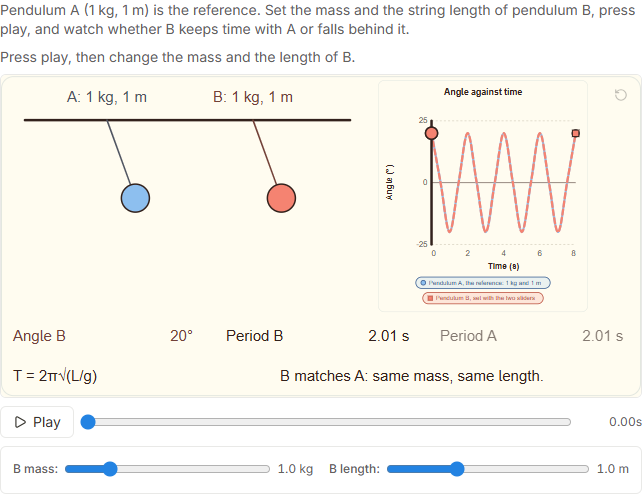 Pendulum A (1 kg, 1 m) is the reference. Set the mass and the string length of pendulum B, press
play, and watch whether B keeps time with A or falls behind it.
Press play, then change the mass and the length of B.
A: 1 kg, 1 m
B: 1 kg, 1 m
Angle against time
25
0
-25
Angle (°)
0 2 4 6 8
Time (s)
Pendulum A, the reference: 1 kg and 1 m
Pendulum B, set with the two sliders
Angle B 20° Period B 2.01 s Period A 2.01 s
T = 2π√(L/g) B matches A: same mass, same length.
Play 0.00s
B mass: 1.0 kg B length: 1.0 m